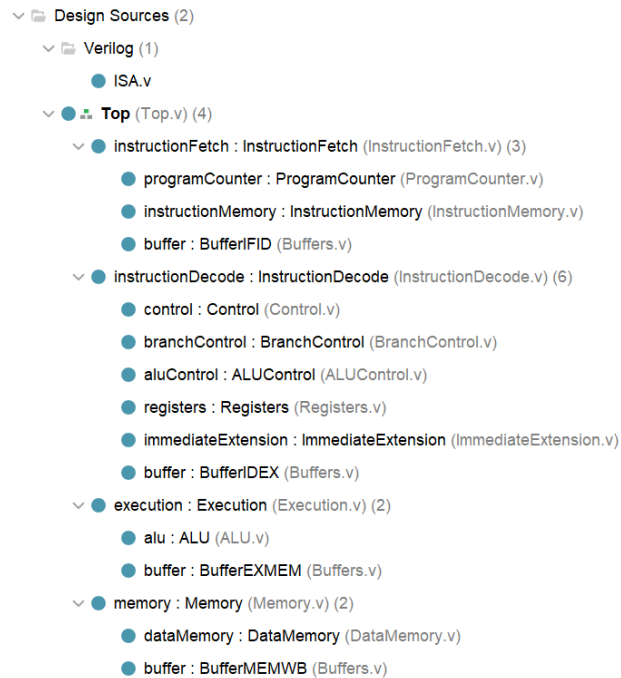 Design Sources (2)
Verilog (1)
ISA.v
Top (Top.v) (4)
instructionFetch : InstructionFetch (InstructionFetch.v) (3)
programCounter : ProgramCounter (ProgramCounter.v)
instructionMemory : InstructionMemory (InstructionMemory.v)
buffer : BufferIFID (Buffers.v)
instructionDecode : InstructionDecode (InstructionDecode.v) (6)
control : Control (Control.v)
branchControl : BranchControl (BranchControl.v)
aluControl : ALUControl (ALUControl.v)
registers : Registers (Registers.v)
immediateExtension : ImmediateExtension (ImmediateExtension.v)
buffer : BufferIDEX (Buffers.v)
execution : Execution (Execution.v) (2)
alu : ALU (ALU.v)
buffer : BufferEXMEM (Buffers.v)
memory : Memory (Memory.v) (2)
dataMemory : DataMemory (DataMemory.v)
buffer : BufferMEMWB (Buffers.v)